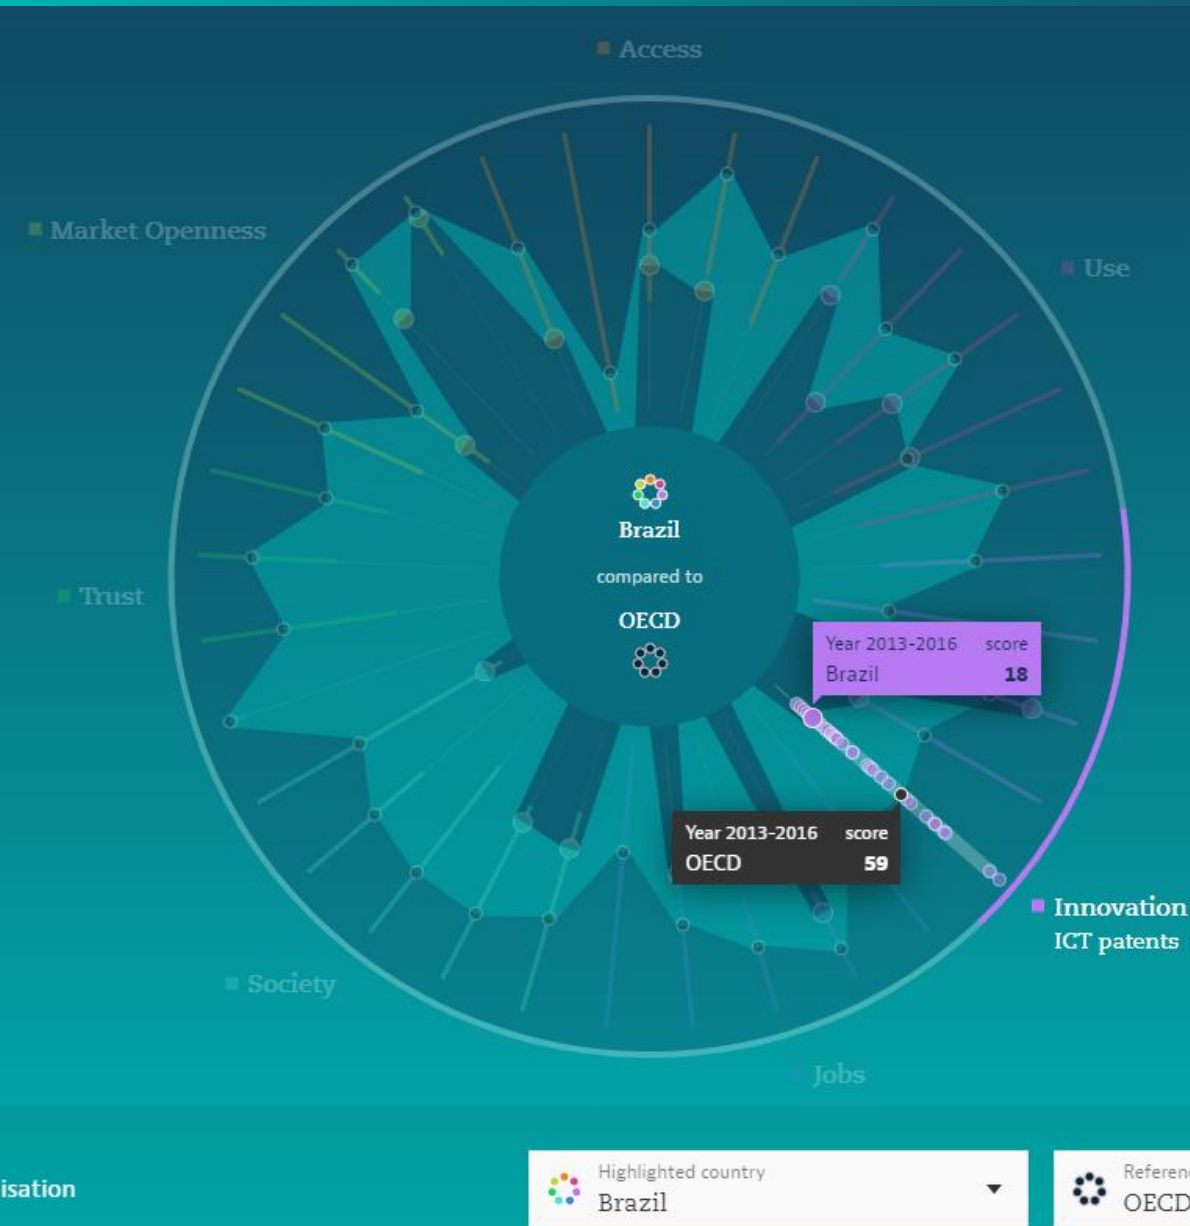 Access
Market Openness
Use
Brazil
compared to
OECD
Trust
Year 2013-2016 score
Brazil 18
Year 2013-2016 score
OECD 59
Innovation
ICT patents
Society
Jobs
isation
Highlighted country
Brazil
Referen
OECD